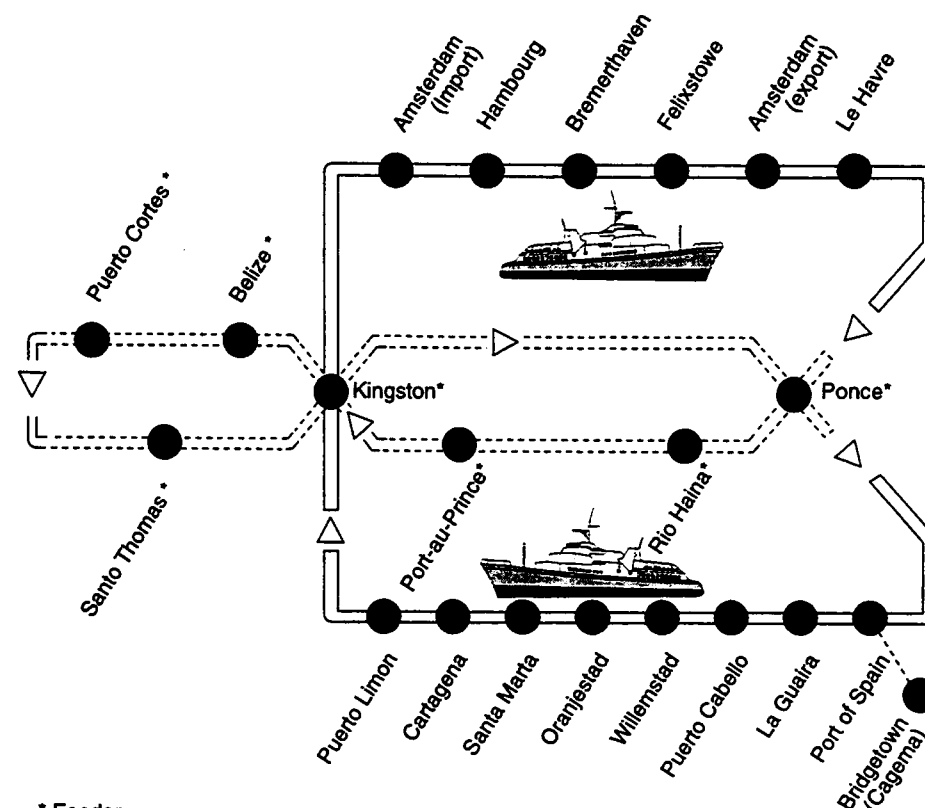 Amsterdam
(Import)
Hambourg
Bremerthaven
Felixstowe
Amsterdam
(export)
Le Havre
Puerto Cortes *
Belize *
Kingston*
Ponce*
Santo Thomas *
Port-au-Prince*
Rio Haina*
Puerto Limon
Cartagena
Santa Marta
Oranjestad
Willemstad
Puerto Cabello
La Guaira
Port of Spain
Bridgetown
(Cagema)
* Feeder